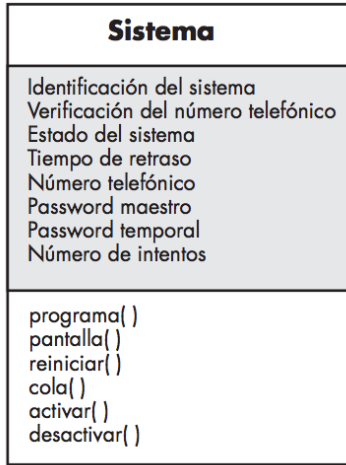 Sistema
Identificación del sistema
Verificación del número telefónico
Estado del sistema
Tiempo de retraso
Número telefónico
Password maestro
Password temporal
Número de intentos
programa( )
pantalla( )
reiniciar( )
cola( )
activar( )
desactivar( )